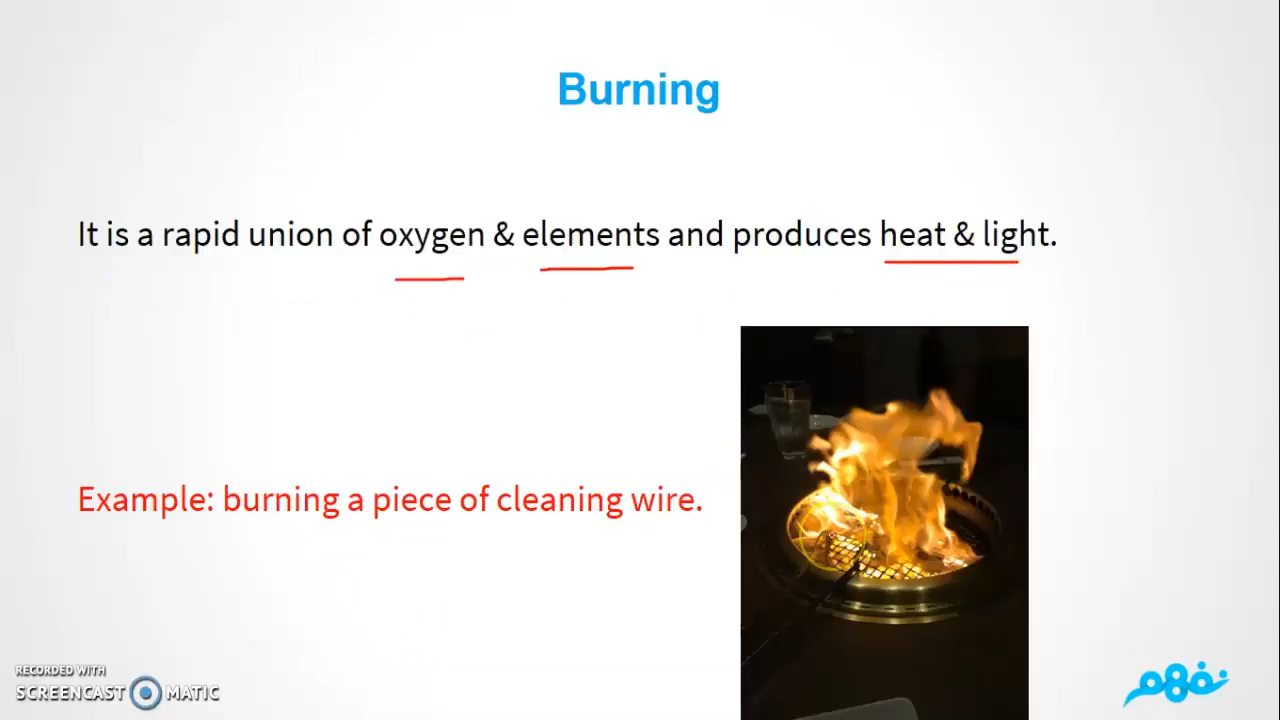 Burning
It is a rapid union of oxygen & elements and produces heat & light.
Example: burning a piece of cleaning wire.
RECORDED WITH
SCREENCAST MATIC
نفهم